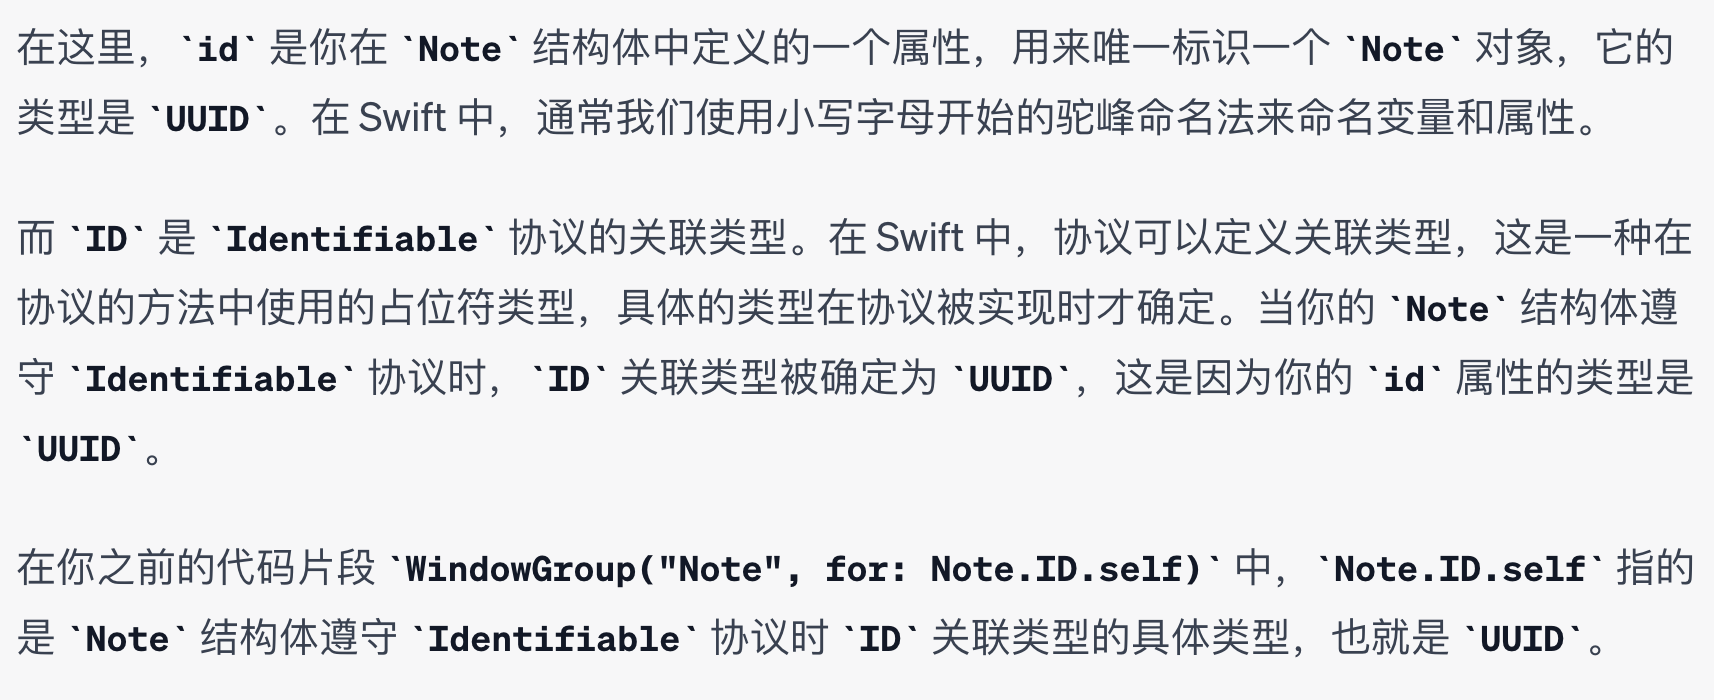 在这里，`id` 是你在 `Note` 结构体中定义的一个属性，用来唯一标识一个 `Note` 对象，它的
类型是 `UUID`。在 Swift 中，通常我们使用小写字母开始的驼峰命名法来命名变量和属性。
而 `ID` 是 `Identifiable` 协议的关联类型。在 Swift 中，协议可以定义关联类型，这是一种在
协议的方法中使用的占位符类型，具体的类型在协议被实现时才确定。当你的 `Note` 结构体遵
守 `Identifiable` 协议时，`ID` 关联类型被确定为 `UUID`，这是因为你的 `id` 属性的类型是
`UUID`。
在你之前的代码片段 `WindowGroup("Note", for: Note.ID.self)` 中，`Note.ID.self` 指的
是 `Note` 结构体遵守 `Identifiable` 协议时 `ID` 关联类型的具体类型，也就是 `UUID`。